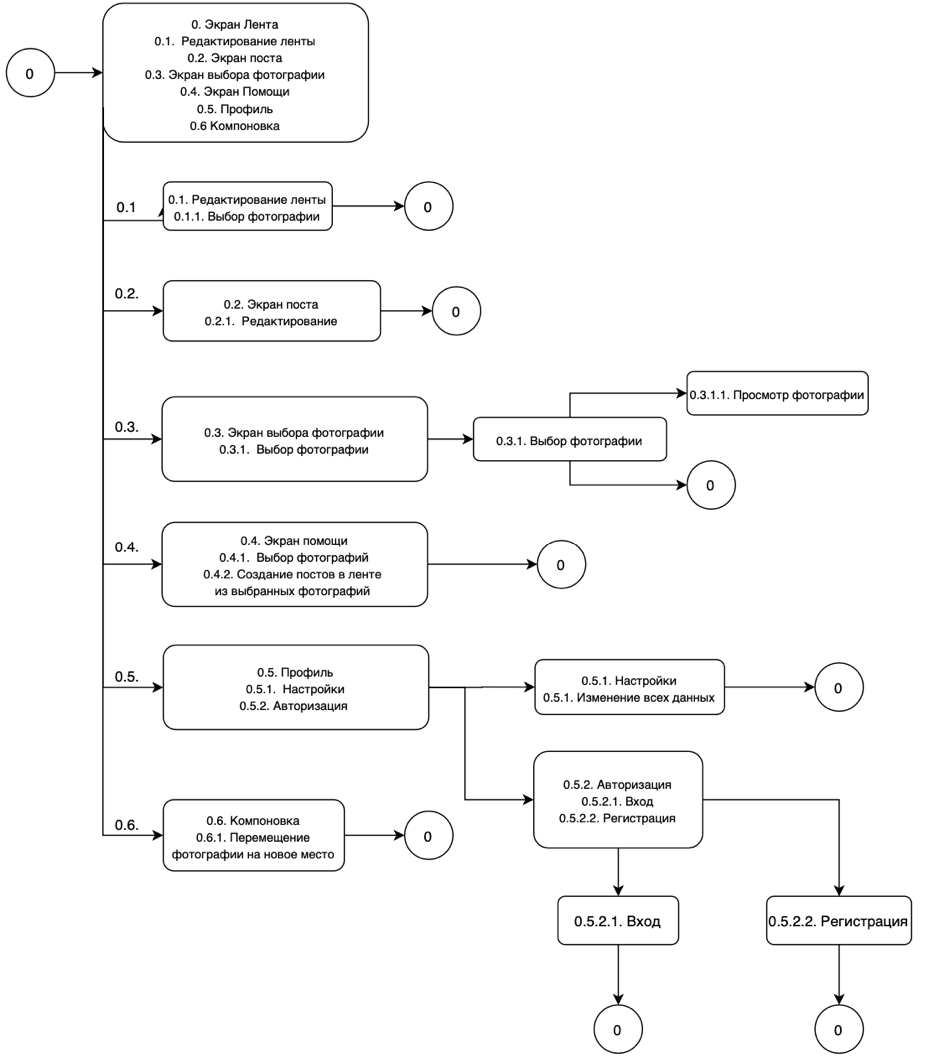 0
0. Экран Лента
0.1. Редактирование ленты
0.2. Экран поста
0.3. Экран выбора фотографии
0.4. Экран Помощи
0.5. Профиль
0.6 Компоновка
0.1
0.1. Редактирование ленты
0.1.1. Выбор фотографии
0
0.2.
0.2. Экран поста
0.2.1. Редактирование
0
0.3.
0.3. Экран выбора фотографии
0.3.1. Выбор фотографии
0.3.1. Выбор фотографии
0.3.1.1. Просмотр фотографии
0
0.4.
0.4. Экран помощи
0.4.1. Выбор фотографий
0.4.2. Создание постов в ленте
из выбранных фотографий
0
0.5.
0.5. Профиль
0.5.1. Настройки
0.5.2. Авторизация
0.5.1. Настройки
0.5.1. Изменение всех данных
0
0.5.2. Авторизация
0.5.2.1. Вход
0.5.2.2. Регистрация
0.6.
0.6. Компоновка
0.6.1. Перемещение
фотографии на новое место
0
0.5.2.1. Вход
0.5.2.2. Регистрация
0
0